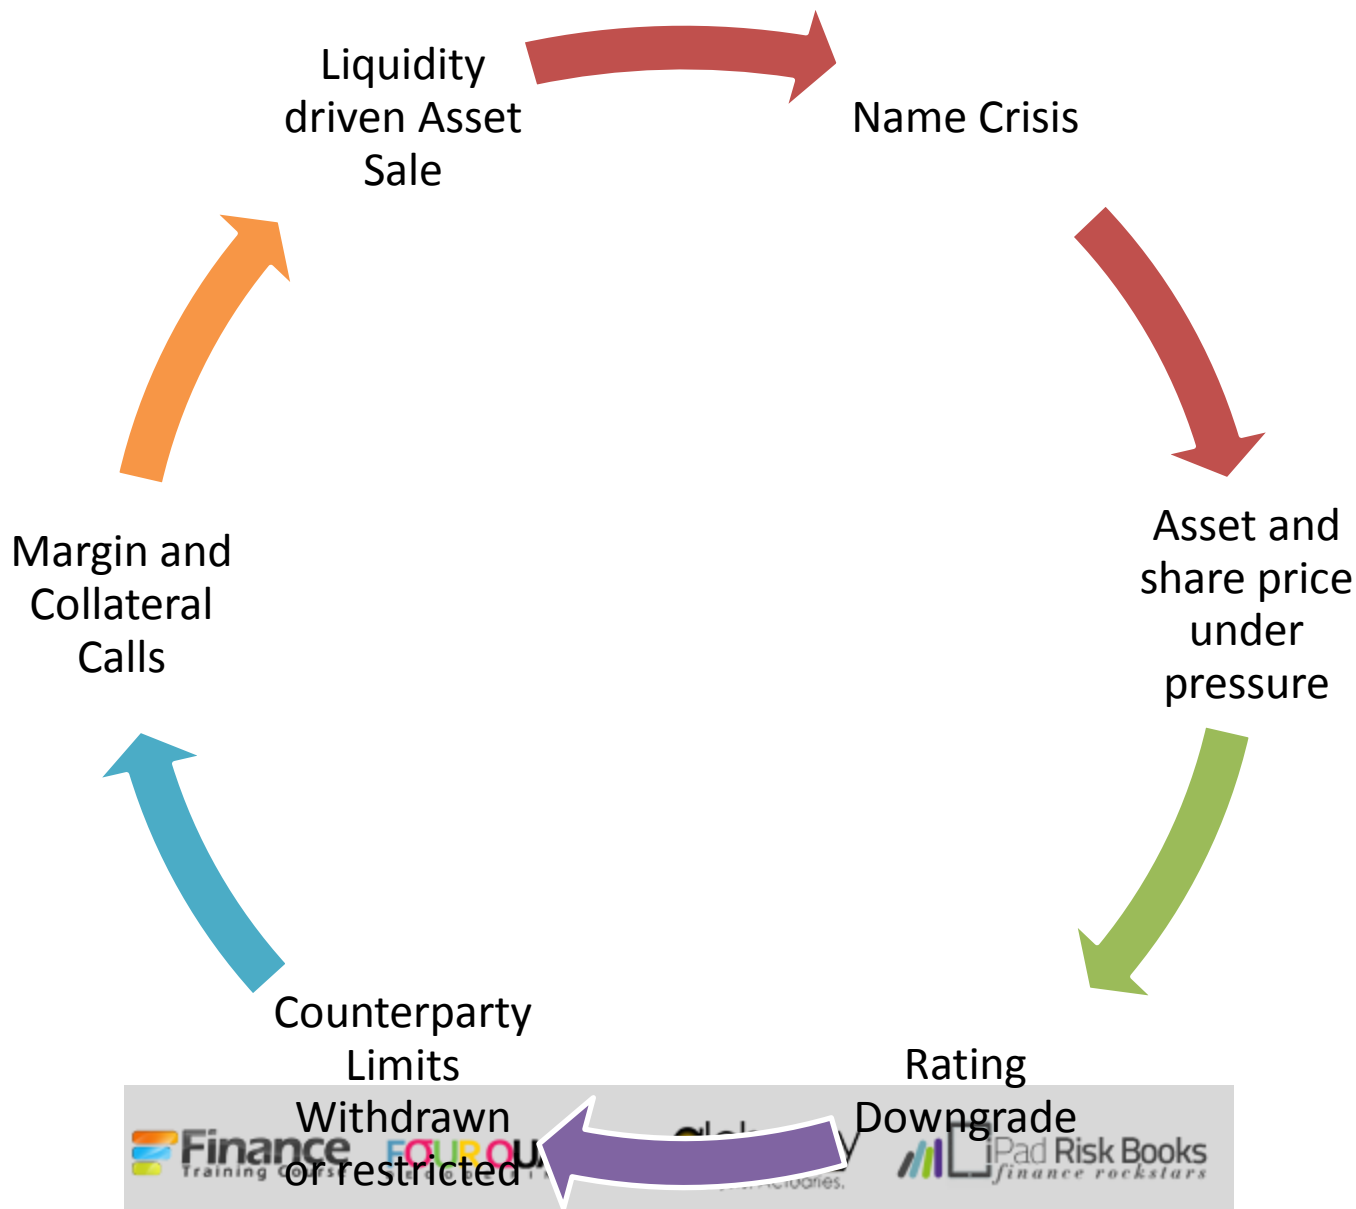 Liquidity
driven Asset
Sale
Name Crisis
Asset and
share price
under
pressure
Margin and
Collateral
Calls
Counterparty
Limits
Withdrawn
or restricted
Rating
Downgrade
Finance
Training Course
iPad Risk Books
finance rockstars